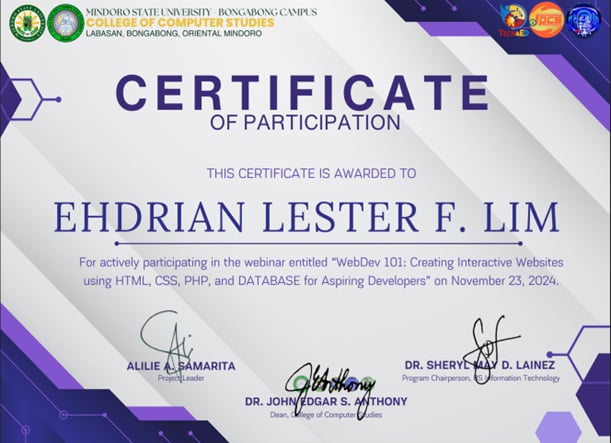 MINDORO STATE UNIVERSITY - BONGABONG CAMPUS
COLLEGE OF COMPUTER STUDIES
LABASAN, BONGABONG, ORIENTAL MINDORO
TechxED
CERTIFICATE
OF PARTICIPATION
THIS CERTIFICATE IS AWARDED TO
EHDRIAN LESTER F. LIM
For actively participating in the webinar entitled “WebDev 101: Creating Interactive Websites
using HTML, CSS, PHP, and DATABASE for Aspiring Developers” on November 23, 2024.
ALILIE A. SAMARITA
Project Leader
DR. SHERYL MAY D. LAINEZ
Program Chairperson, BS Information Technology
DR. JOHN EDGAR S. ANTHONY
Dean, College of Computer Studies